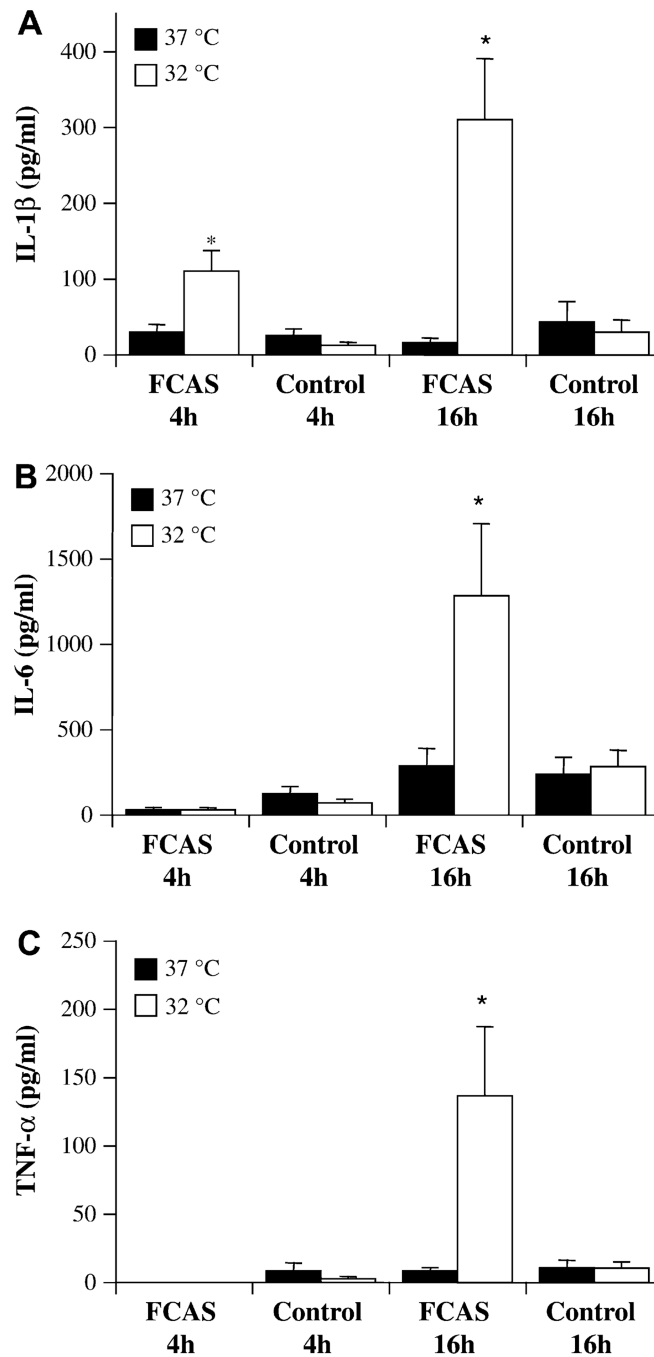 A
37 °C
32 °C
*
*
400
300
200
100
0
IL-1β (pg/ml)
FCAS Control FCAS Control
4h 4h 16h 16h
B
37 °C
32 °C
*
2000
1500
1000
500
0
IL-6 (pg/ml)
FCAS Control FCAS Control
4h 4h 16h 16h
C
37 °C
32 °C
*
250
200
150
100
50
0
TNF-α (pg/ml)
FCAS Control FCAS Control
4h 4h 16h 16h